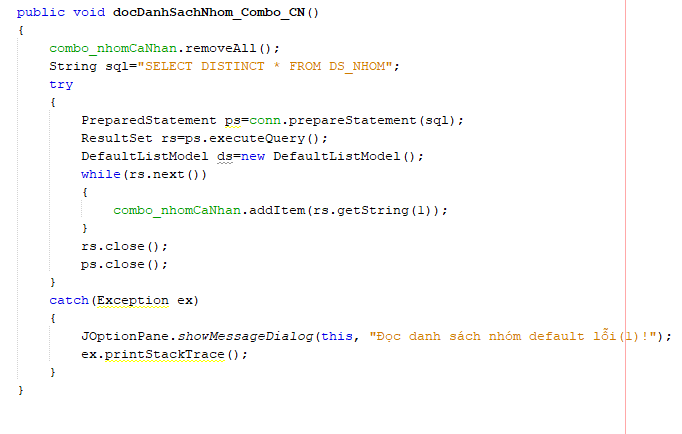 public void docDanhSachNhom_Combo_CN()
{
    combo_nhomCaNhan.removeAll();
    String sql="SELECT DISTINCT * FROM DS_NHOM";
    try
    {
        PreparedStatement ps=conn.prepareStatement(sql);
        ResultSet rs=ps.executeQuery();
        DefaultListModel ds=new DefaultListModel();
        while(rs.next())
        {
            combo_nhomCaNhan.addItem(rs.getString(1));
        }
        rs.close();
        ps.close();
    }
    catch(Exception ex)
    {
        JOptionPane.showMessageDialog(this, "Đọc danh sách nhóm default lỗi(1)!");
        ex.printStackTrace();
    }
}